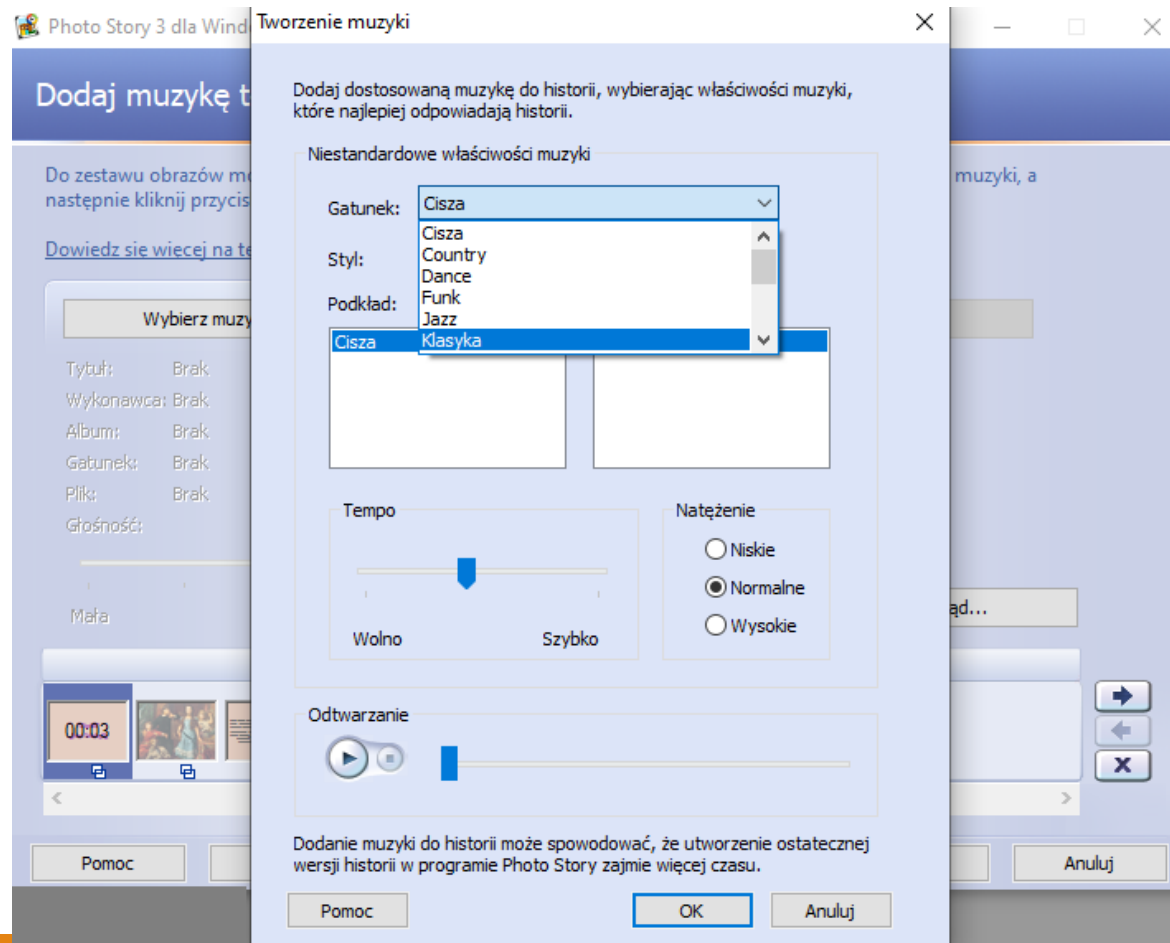 Photo Story 3 dla Wind
Tworzenie muzyki
Dodaj muzykę t
Dodaj dostosowaną muzykę do historii, wybierając właściwości muzyki,
które najlepiej odpowiadają historii.
Do zestawu obrazów mo
muzyki, a
następnie kliknij przycis
Dowiedz się więcej na te
Niestandardowe właściwości muzyki
Gatunek: Cisza
Cisza
Country
Dance
Funk
Jazz
Klasyka
Styl:
Podkład:
Cisza
Wybierz muzy
Tytuł: Brak
Wykonawca: Brak
Album: Brak
Gatunek: Brak
Plik: Brak
Głośność:
Mała
Tempo
Wolno Szybko
Natężenie
Niskie
Normalne
Wysokie
ąd...
00:03
Odtwarzanie
Dodanie muzyki do historii może spowodować, że utworzenie ostatecznej
wersji historii w programie Photo Story zajmie więcej czasu.
Pomoc OK Anuluj
Pomoc Anuluj